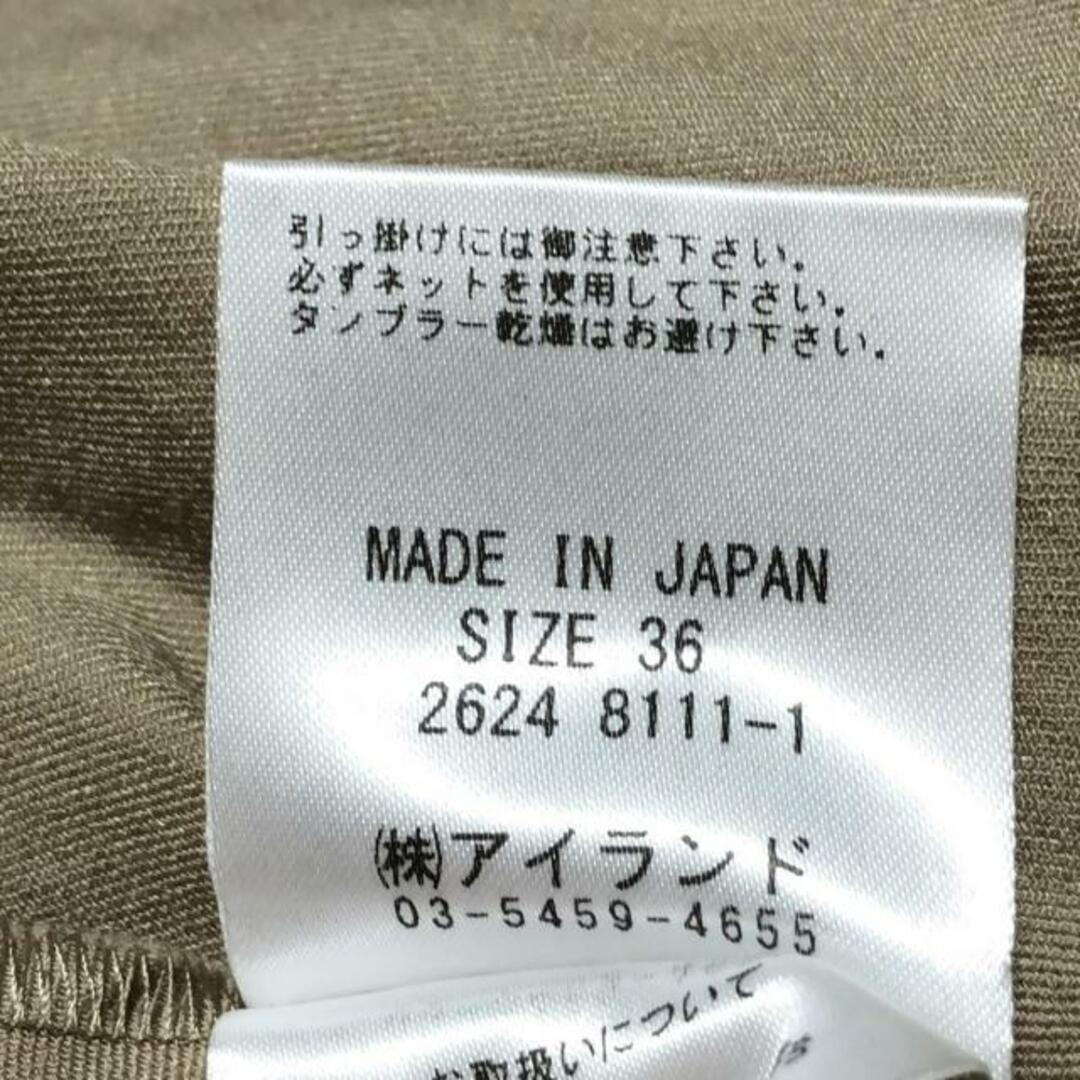 引っ掛けには御注意下さい.
必ずネットを使用して下さい.
タンブラー乾燥はお避け下さい.
MADE IN JAPAN
SIZE 36
2624 8111-1
㈱アイランド
03-5459-4655
お取扱いについて